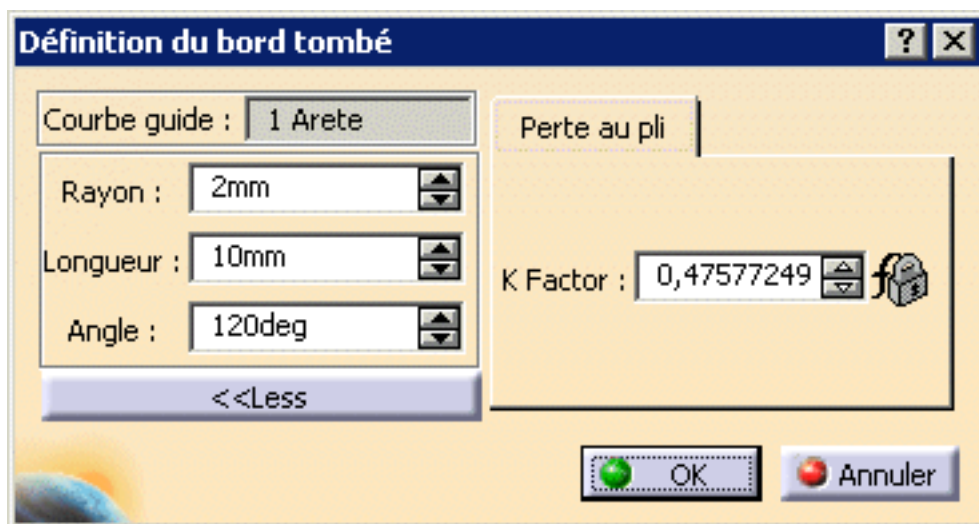 Définition du bord tombé
Courbe guide : 1 Arete
Rayon : 2mm
Longueur : 10mm
Angle : 120deg
<<Less
Perte au pli
K Factor : 0,47577249
OK
Annuler